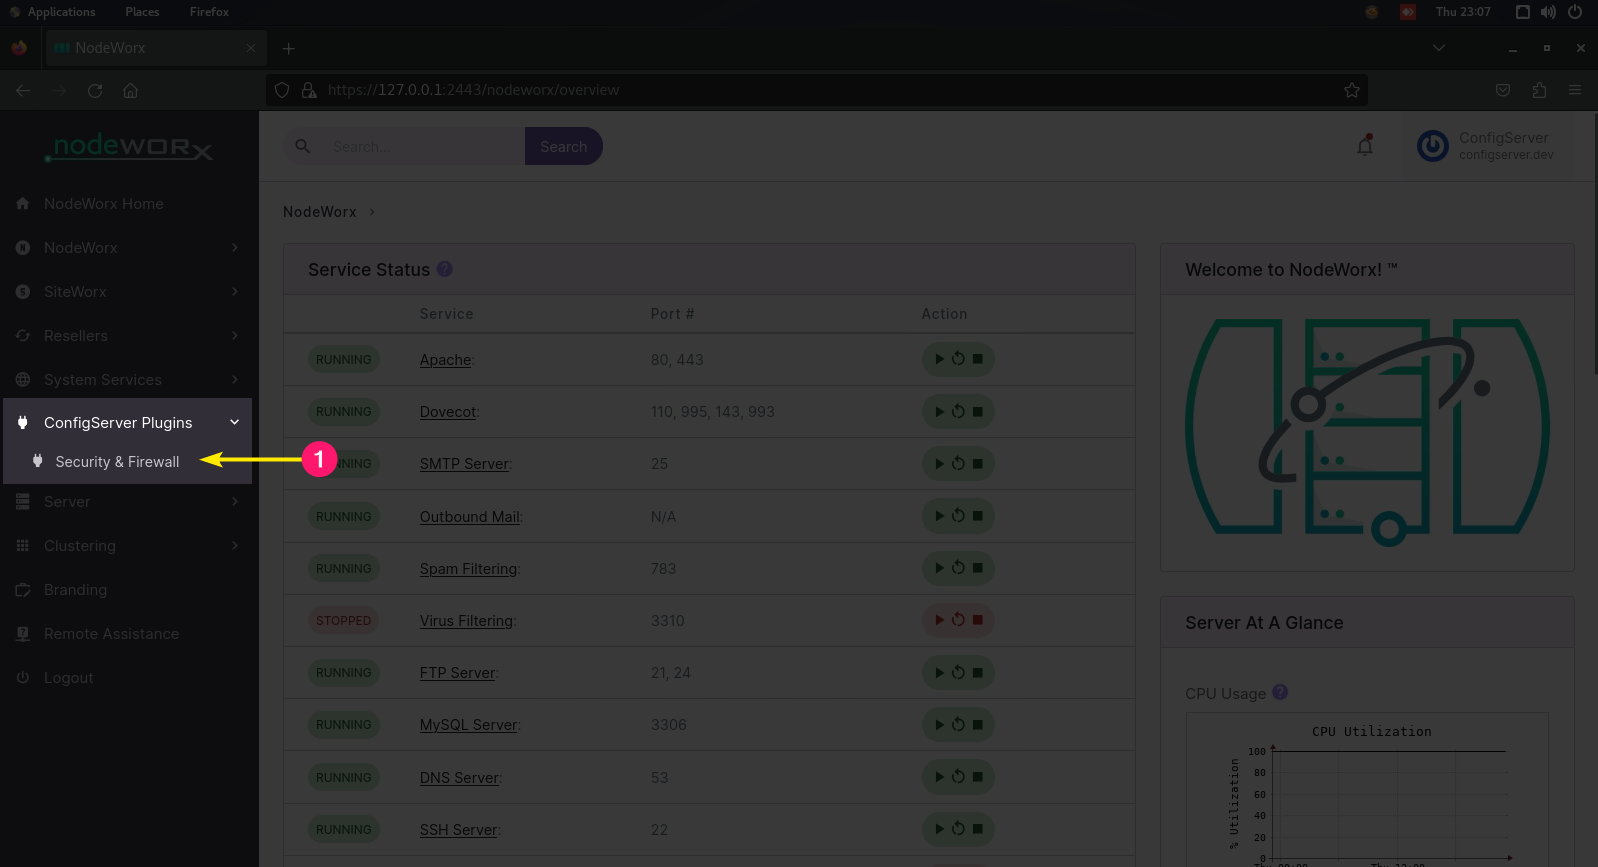 Applications Places Firefox Thu 23:07
NodeWorx
https://127.0.0.1:2443/nodeworx/overview
nodeworx
Search... Search
ConfigServer
configserver.dev
NodeWorx Home
NodeWorx
SiteWorx
Resellers
System Services
ConfigServer Plugins
Security & Firewall
1
Server
Clustering
Branding
Remote Assistance
Logout
NodeWorx
Service Status ?
Service Port # Action
RUNNING Apache: 80, 443
RUNNING Dovecot: 110, 995, 143, 993
NNING SMTP Server: 25
RUNNING Outbound Mail: N/A
RUNNING Spam Filtering: 783
STOPPED Virus Filtering: 3310
RUNNING FTP Server: 21, 24
RUNNING MySQL Server: 3306
RUNNING DNS Server: 53
RUNNING SSH Server: 22
Welcome to NodeWorx! ™
Server At A Glance
CPU Usage ?
CPU Utilization
% Utilization
100
80
60
40
20
0
Thu 00:00 Thu 12:00